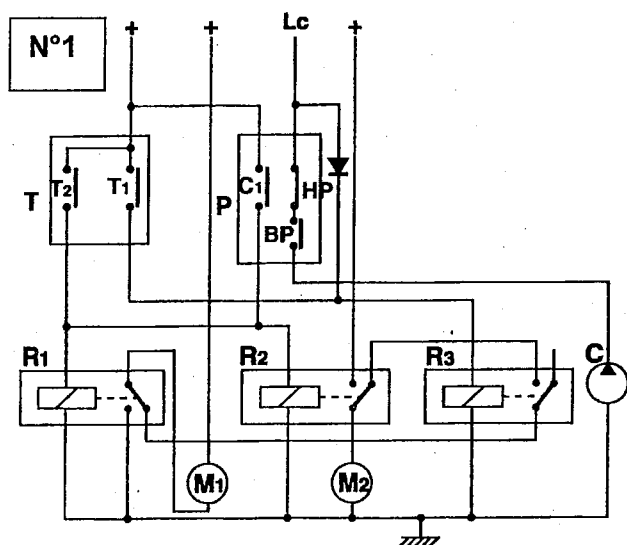 N°1
+ + Lc +
T T2 T1 P C1 HP
BP
R1 R2 R3 C
M1 M2